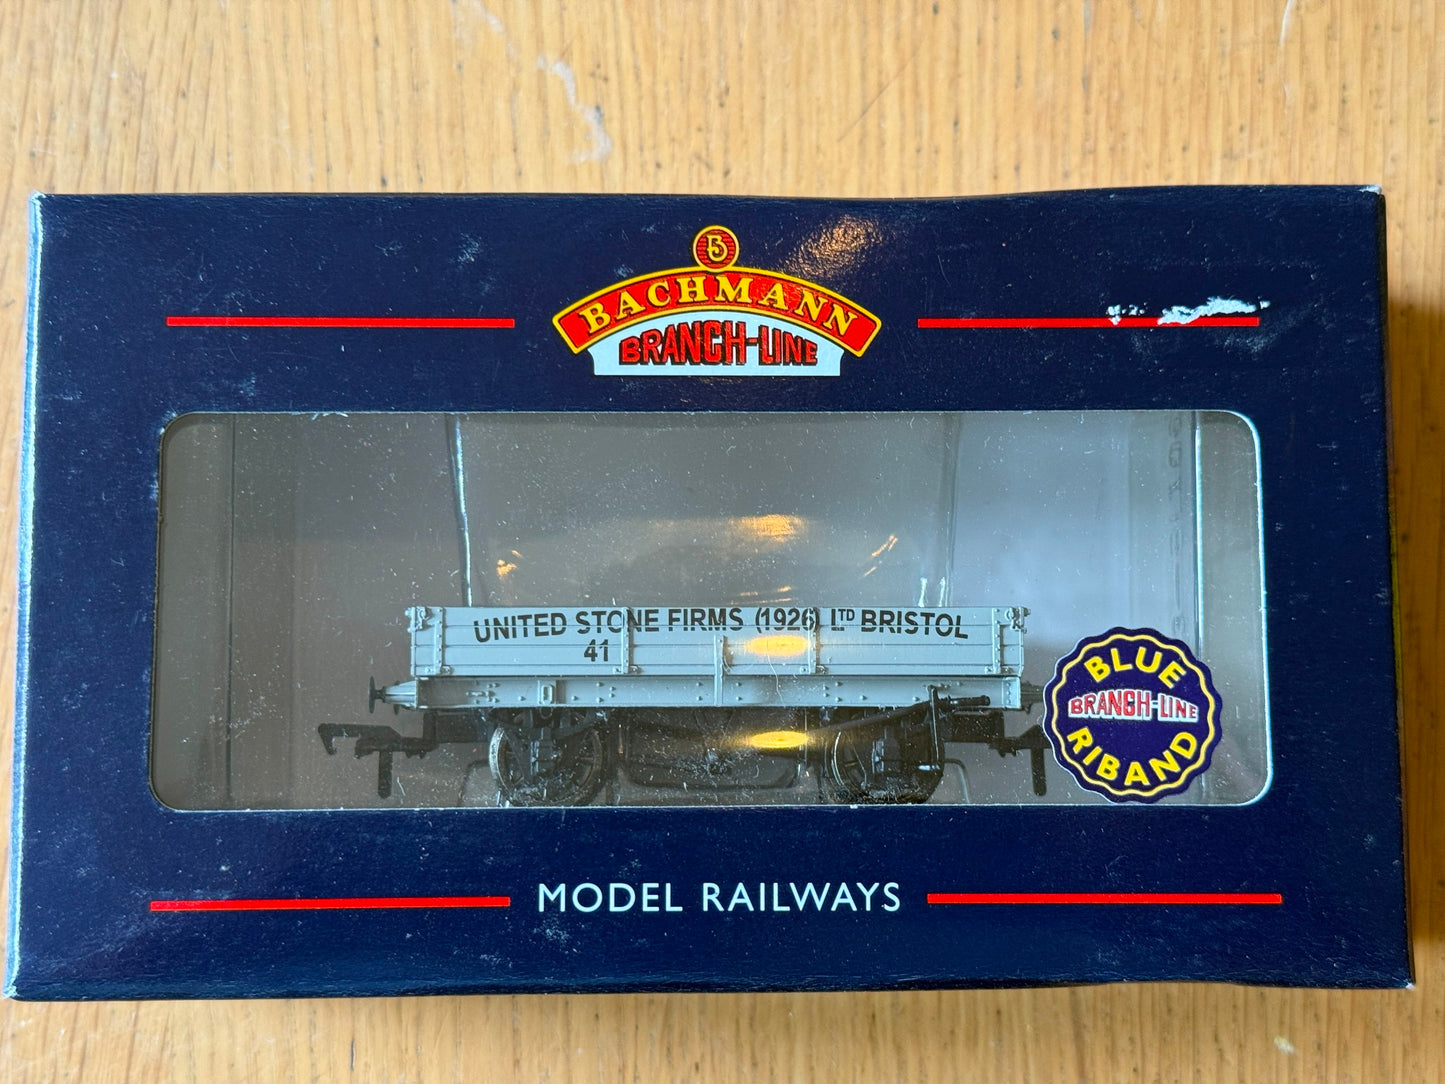 B
BACHMANN
BRANCH-LINE
UNITED STONE FIRMS (1926) LTD BRISTOL
41
BLUE
BRANCH-LINE
RIBAND
MODEL RAILWAYS